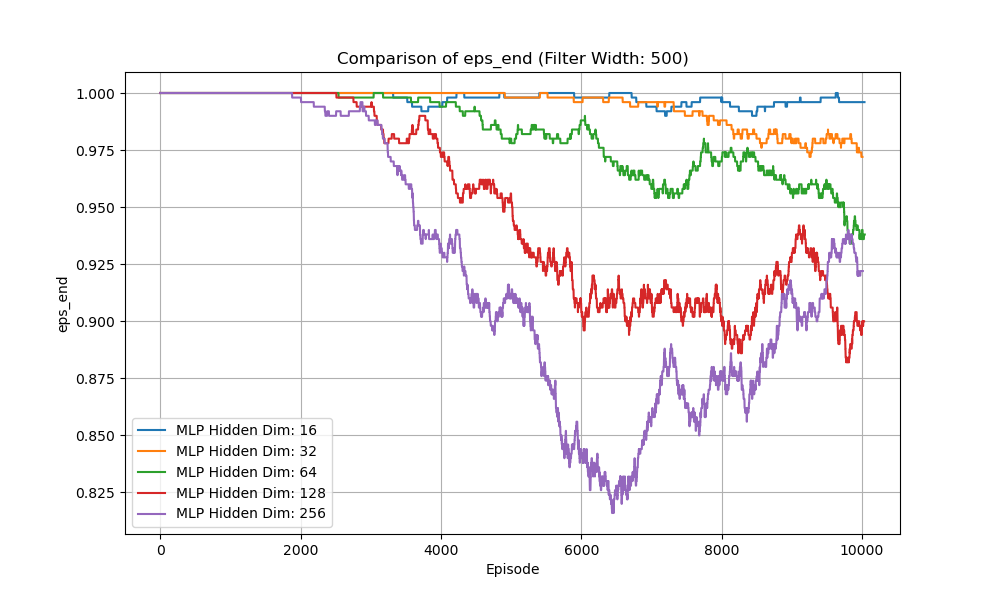 Comparison of eps_end (Filter Width: 500)
1.000
0.975
0.950
0.925
0.900
0.875
0.850
0.825
eps_end
MLP Hidden Dim: 16
MLP Hidden Dim: 32
MLP Hidden Dim: 64
MLP Hidden Dim: 128
MLP Hidden Dim: 256
0 2000 4000 6000 8000 10000
Episode